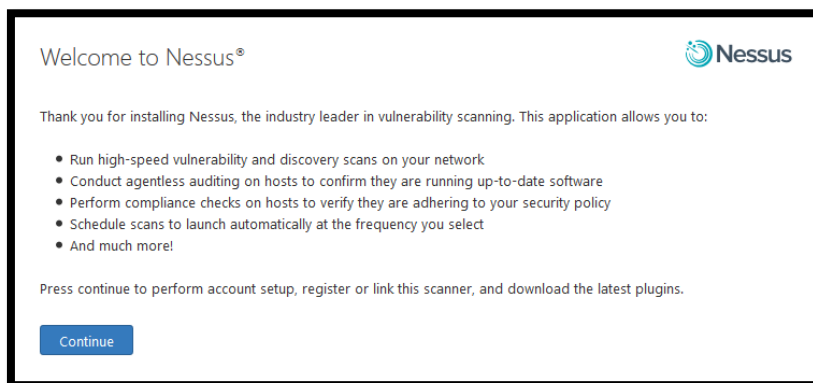 Welcome to Nessus®
Nessus
Thank you for installing Nessus, the industry leader in vulnerability scanning. This application allows you to:
● Run high-speed vulnerability and discovery scans on your network
● Conduct agentless auditing on hosts to confirm they are running up-to-date software
● Perform compliance checks on hosts to verify they are adhering to your security policy
● Schedule scans to launch automatically at the frequency you select
● And much more!
Press continue to perform account setup, register or link this scanner, and download the latest plugins.
Continue